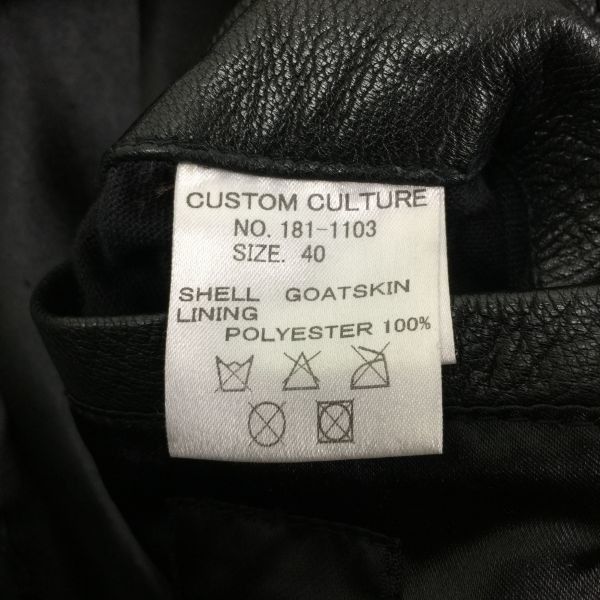 CUSTOM CULTURE
NO. 181-1103
SIZE. 40
SHELL GOATSKIN
LINING
POLYESTER 100%